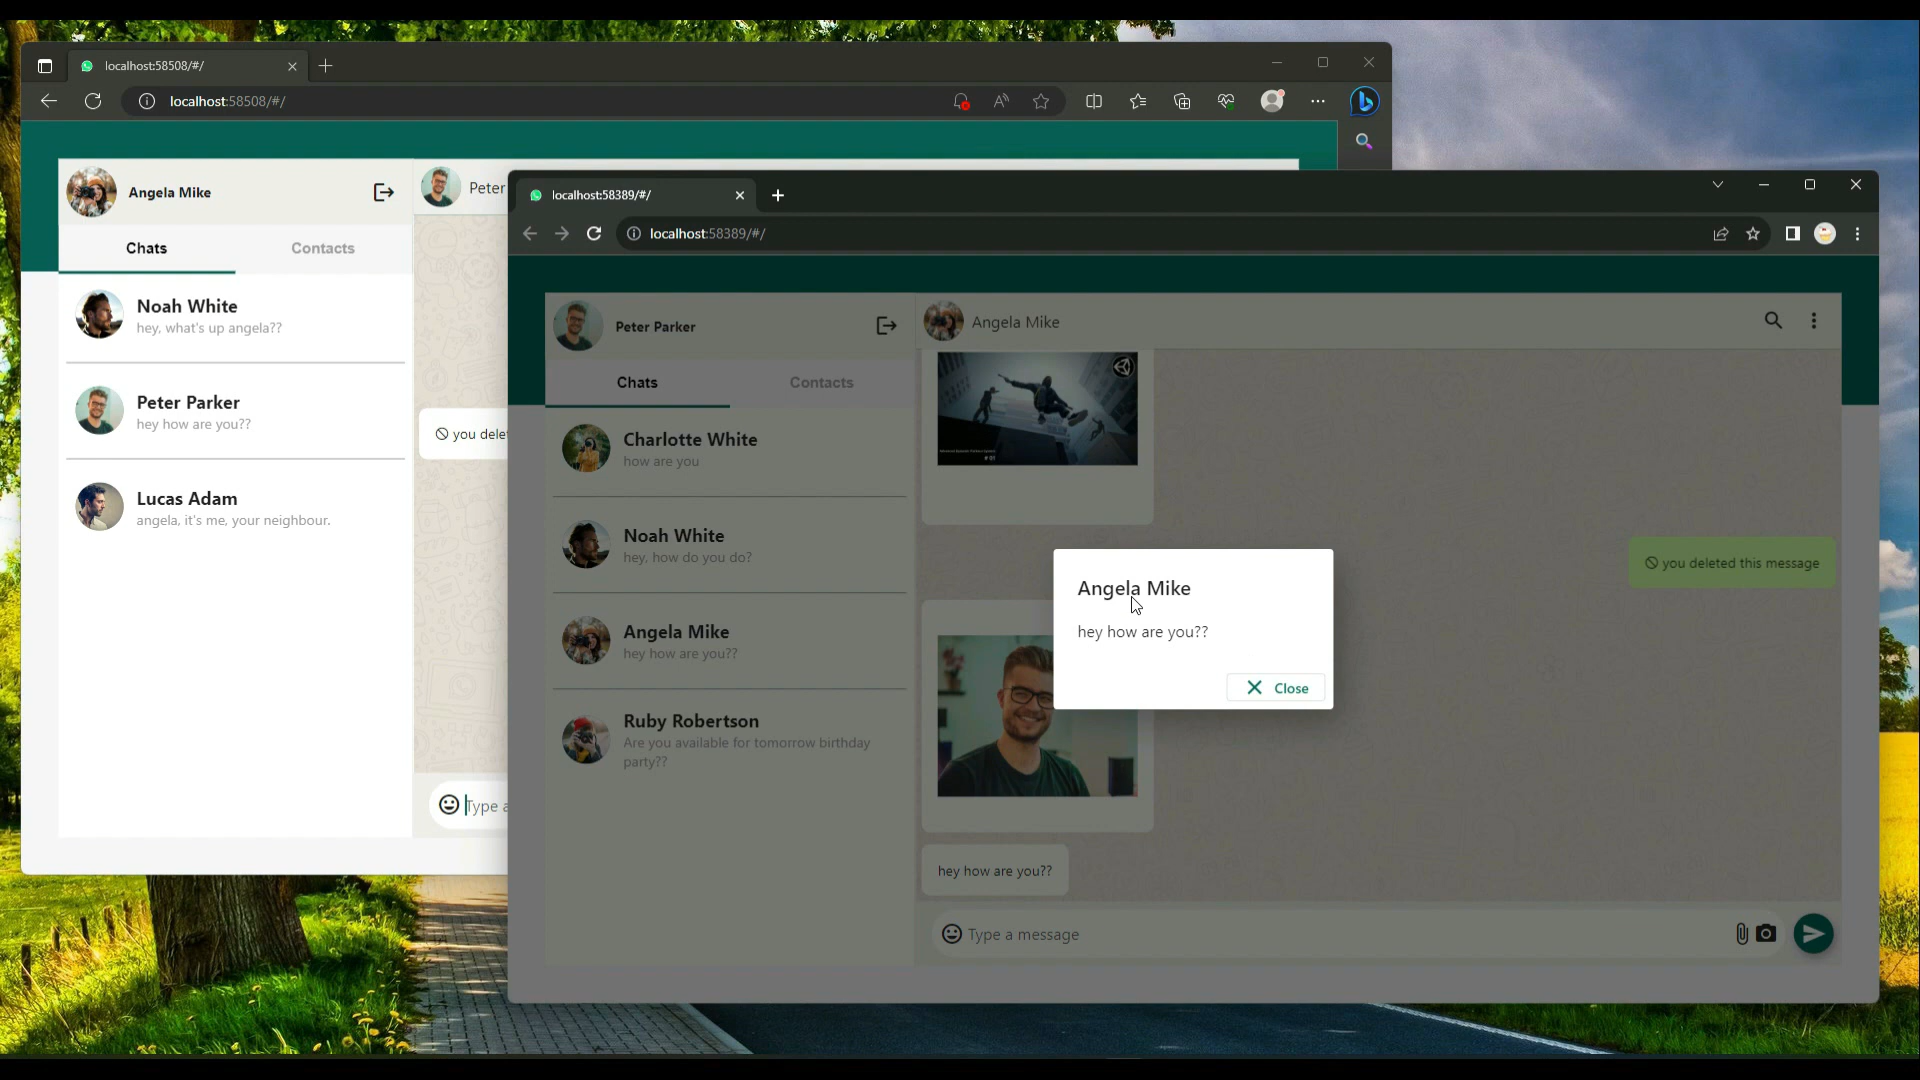 localhost:58508/#/
localhost:58508/#/
Angela Mike
Chats
Contacts
Noah White
hey, what's up angela??
Peter Parker
hey how are you??
Lucas Adam
angela, it's me, your neighbour.
Peter
you delet
Type a
localhost:58389/#/
localhost:58389/#/
Peter Parker
Chats
Contacts
Charlotte White
how are you
Noah White
hey, how do you do?
Angela Mike
hey how are you??
Ruby Robertson
Are you available for tomorrow birthday
party??
Angela Mike
you deleted this message
hey how are you??
Type a message
Angela Mike
hey how are you??
Close